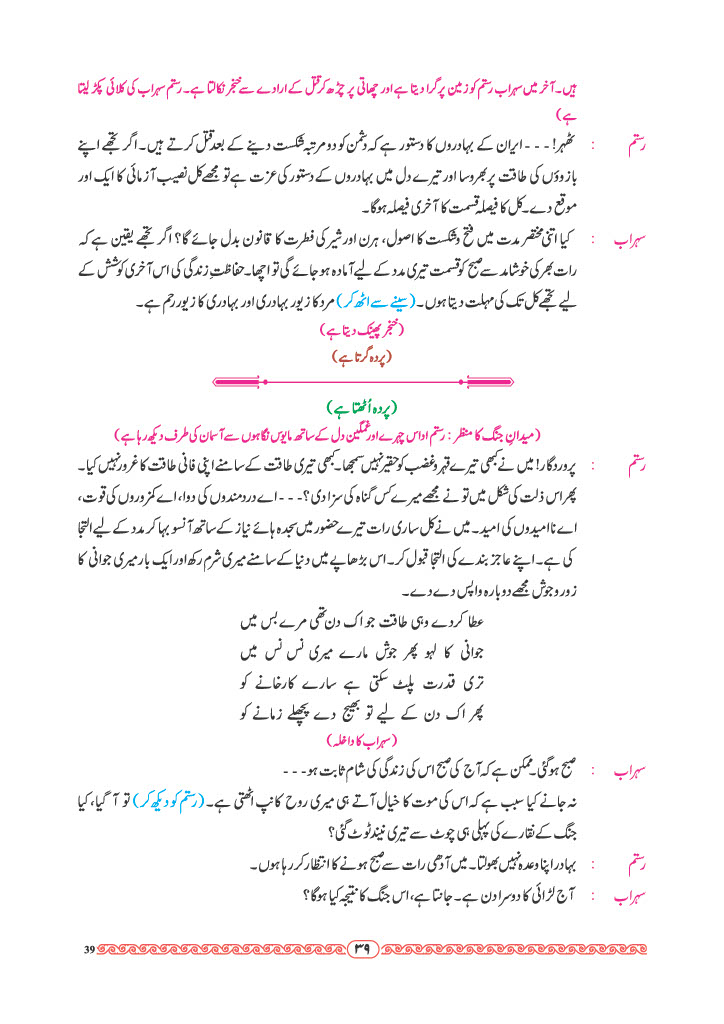 ہیں۔ آخر میں سہراب رستم کو زمین پر گرا دیتا ہے اور چھاتی پر چڑھ کر قتل کے ارادے سے خنجر نکالتا ہے۔ رستم سہراب کی کلائی پکڑ لیتا
ہے)
رستم : ٹھہر! - - - ایران کے بہادروں کا دستور ہے کہ دشمن کو دو مرتبہ شکست دینے کے بعد قتل کرتے ہیں۔ اگر تجھے اپنے
بازوؤں کی طاقت پر بھروسا اور تیرے دل میں بہادروں کے دستور کی عزت ہے تو مجھے کل نصیب آزمائی کا ایک اور
موقع دے۔ کل کا فیصلہ قسمت کا آخری فیصلہ ہوگا۔
سہراب : کیا اتنی مختصر مدت میں فتح و شکست کا اصول، ہرن اور شیر کی فطرت کا قانون بدل جائے گا؟ اگر تجھے یقین ہے کہ
رات بھر کی خوشامد سے صبح کو قسمت تیری مدد کے لیے آمادہ ہو جائے گی تو اچھا۔ حفاظتِ زندگی کی اس آخری کوشش کے
لیے تجھے کل تک کی مہلت دیتا ہوں۔ (سینے سے اٹھ کر) مرد کا زیور بہادری اور بہادری کا زیور رحم ہے۔
(خنجر پھینک دیتا ہے)
(پردہ گرتا ہے)
(پردہ اُٹھتا ہے)
(میدانِ جنگ کا منظر: رستم اداس چہرے اور غمگین دل کے ساتھ مایوس نگاہوں سے آسمان کی طرف دیکھ رہا ہے)
رستم : پروردگار! میں نے کبھی تیرے قہر و غضب کو حقیر نہیں سمجھا۔ کبھی تیری طاقت کے سامنے اپنی فانی طاقت کا غرور نہیں کیا۔
پھر اس ذلت کی شکل میں تو نے مجھے میرے کس گناہ کی سزا دی؟ - - - اے دردمندوں کی دوا، اے کمزوروں کی قوت،
اے ناامیدوں کی امید۔ میں نے کل ساری رات تیرے حضور میں سجدہ ہائے نیاز کے ساتھ آنسو بہا کر مدد کے لیے التجا
کی ہے۔ اپنے عاجز بندے کی التجا قبول کر۔ اس بڑھاپے میں دنیا کے سامنے میری شرم رکھ اور ایک بار میری جوانی کا
زور و جوش مجھے دوبارہ واپس دے دے۔
عطا کردے وہی طاقت جو اک دن تھی مرے بس میں
جوانی کا لہو پھر جوش مارے میری نس نس میں
تری قدرت پلٹ سکتی ہے سارے کارخانے کو
پھر اک دن کے لیے تو بھیج دے پچھلے زمانے کو
(سہراب کا داخلہ)
سہراب : صبح ہوگئی۔ ممکن ہے کہ آج کی صبح اس کی زندگی کی شام ثابت ہو - - -
نہ جانے کیا سبب ہے کہ اس کی موت کا خیال آتے ہی میری روح کانپ اٹھتی ہے۔ (رستم کو دیکھ کر) تو آ گیا، کیا
جنگ کے نقارے کی پہلی ہی چوٹ سے تیری نیند ٹوٹ گئی؟
رستم : بہادر اپنا وعدہ نہیں بھولتا۔ میں آدھی رات سے صبح ہونے کا انتظار کر رہا ہوں۔
سہراب : آج لڑائی کا دوسرا دن ہے۔ جانتا ہے، اس جنگ کا نتیجہ کیا ہوگا؟
۳۹
39